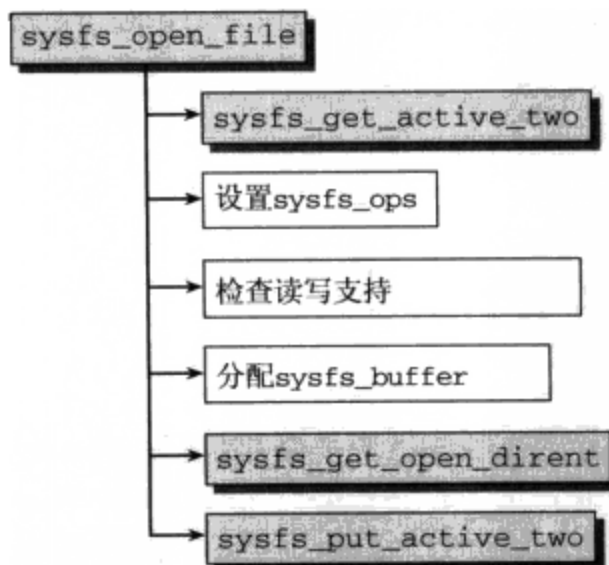 sysfs_open_file
sysfs_get_active_two
设置sysfs_ops
检查读写支持
分配sysfs_buffer
sysfs_get_open_dirent
sysfs_put_active_two